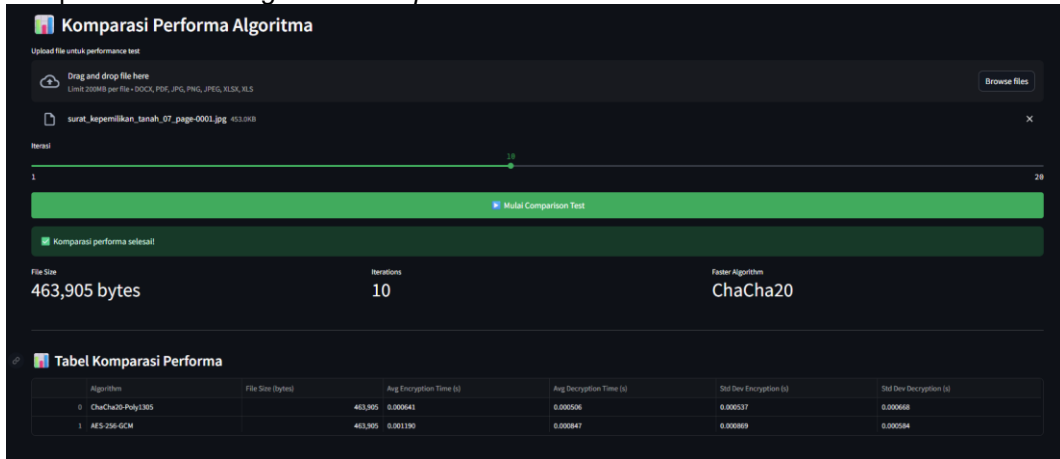 Komparasi Performa Algoritma
Upload file untuk performance test
Drag and drop file here
Limit 200MB per file • DOCX, PDF, JPG, PNG, JPEG, XLSX, XLS
Browse files
surat_kepemilikan_tanah_07_page-0001.jpg 453.0KB
Iterasi
10
1 20
Mulai Comparison Test
Komparasi performa selesai!
File Size Iterations Faster Algorithm
463,905 bytes 10 ChaCha20
Tabel Komparasi Performa
Algorithm File Size (bytes) Avg Encryption Time (s) Avg Decryption Time (s) Std Dev Encryption (s) Std Dev Decryption (s)
0 ChaCha20-Poly1305 463,905 0.000641 0.000506 0.000537 0.000668
1 AES-256-GCM 463,905 0.001190 0.000847 0.000869 0.000584